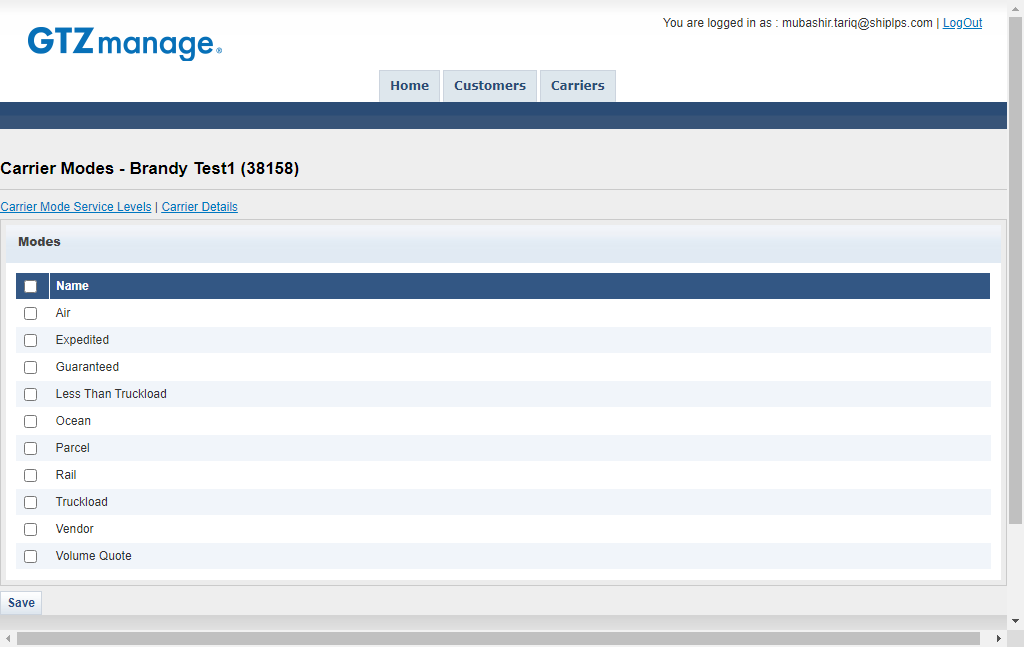 You are logged in as : mubashir.tariq@shiplps.com | LogOut
GTZmanage®
Home Customers Carriers
Carrier Modes - Brandy Test1 (38158)
Carrier Mode Service Levels | Carrier Details
Modes
Name
Air
Expedited
Guaranteed
Less Than Truckload
Ocean
Parcel
Rail
Truckload
Vendor
Volume Quote
Save